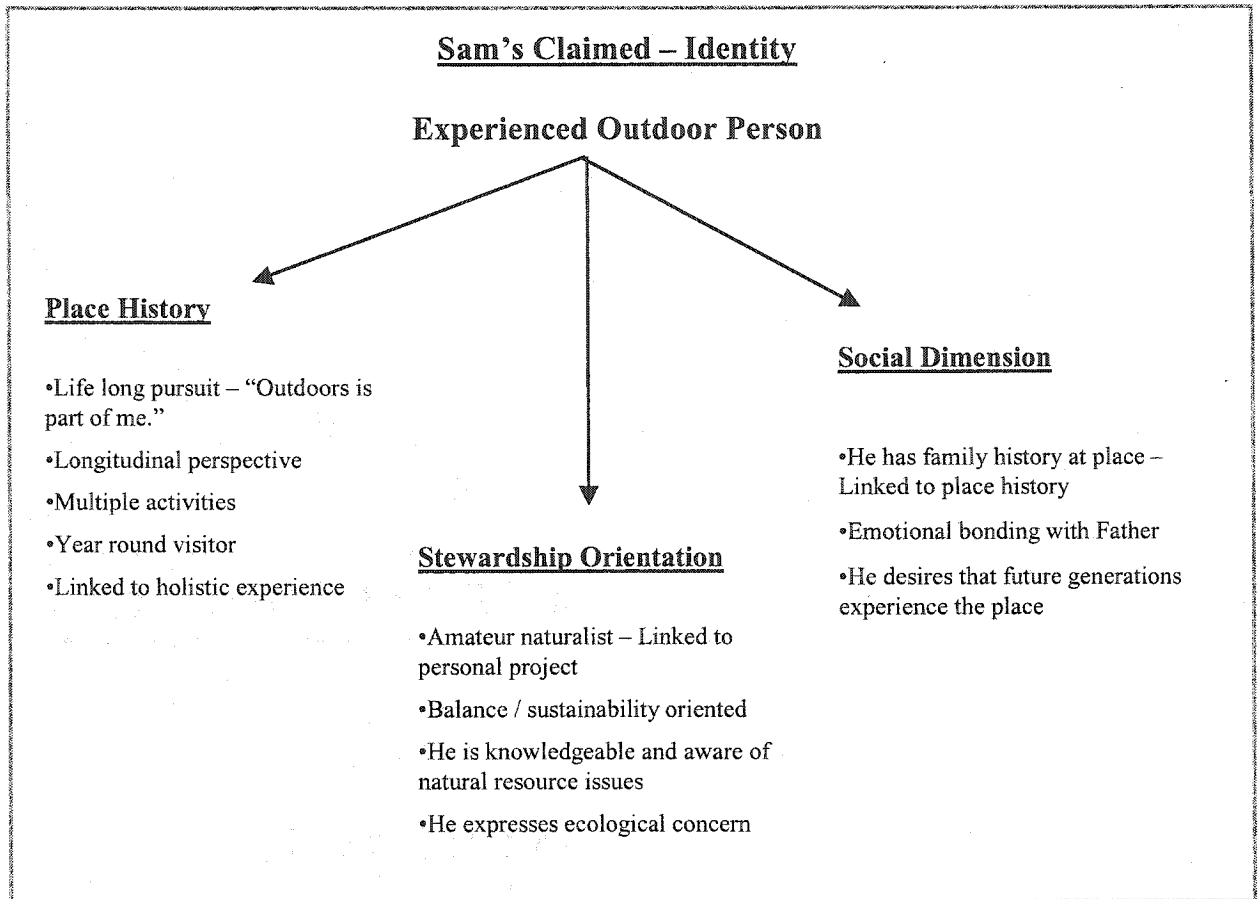 Sam's Claimed – Identity
Experienced Outdoor Person
Place History
•Life long pursuit – “Outdoors is
part of me.”
•Longitudinal perspective
•Multiple activities
•Year round visitor
•Linked to holistic experience
Stewardship Orientation
•Amateur naturalist – Linked to
personal project
•Balance / sustainability oriented
•He is knowledgeable and aware of
natural resource issues
•He expresses ecological concern
Social Dimension
•He has family history at place –
Linked to place history
•Emotional bonding with Father
•He desires that future generations
experience the place